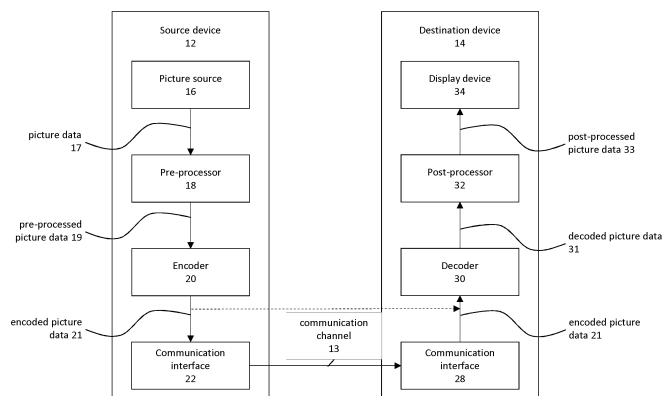 Source device
12
Picture source
16
picture data
17
Pre-processor
18
pre-processed
picture data 19
Encoder
20
encoded picture
data 21
Communication
interface
22
communication
channel
13
Destination device
14
Display device
34
post-processed
picture data 33
Post-processor
32
decoded picture data
31
Decoder
30
encoded picture
data 21
Communication
interface
28